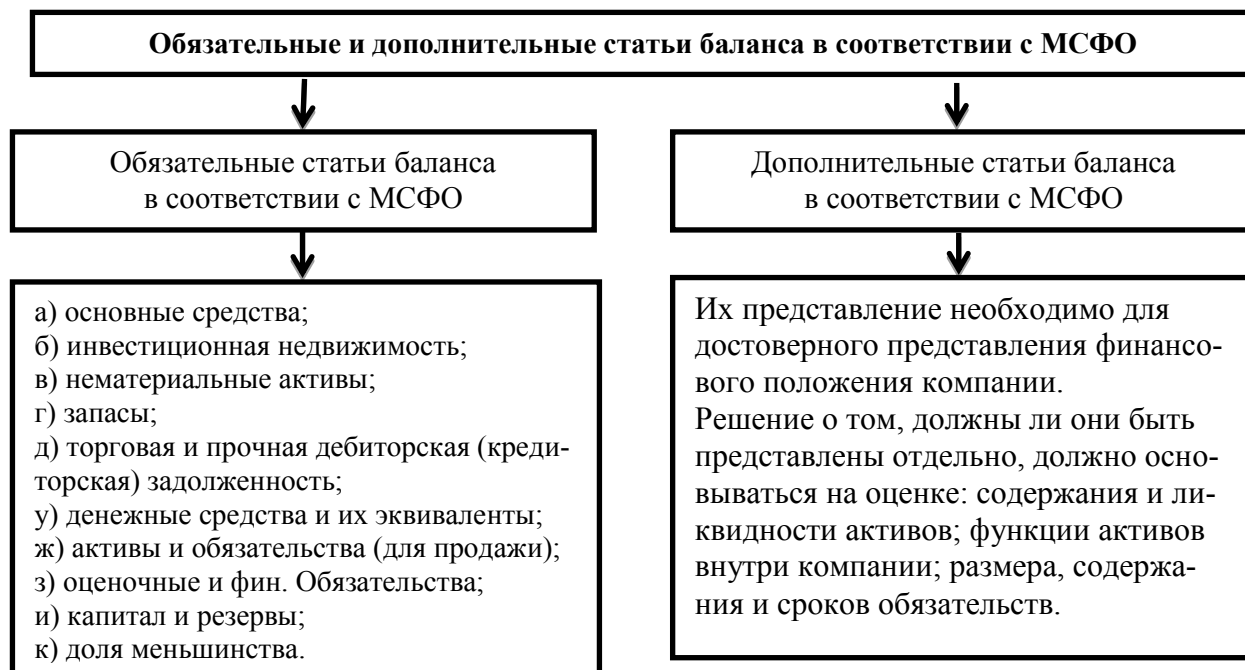 Обязательные и дополнительные статьи баланса в соответствии с МСФО
Обязательные статьи баланса
в соответствии с МСФО
Дополнительные статьи баланса
в соответствии с МСФО
а) основные средства;
б) инвестиционная недвижимость;
в) нематериальные активы;
г) запасы;
д) торговая и прочная дебиторская (креди-
торская) задолженность;
у) денежные средства и их эквиваленты;
ж) активы и обязательства (для продажи);
з) оценочные и фин. Обязательства;
и) капитал и резервы;
к) доля меньшинства.
Их представление необходимо для
достоверного представления финансо-
вого положения компании.
Решение о том, должны ли они быть
представлены отдельно, должно осно-
вываться на оценке: содержания и ли-
квидности активов; функции активов
внутри компании; размера, содержа-
ния и сроков обязательств.